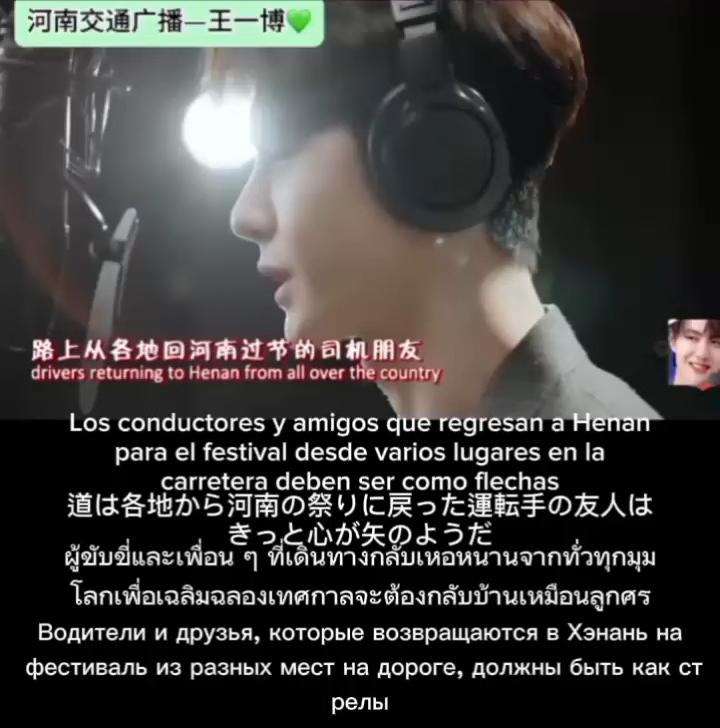 河南交通广播—王一博💚
路上从各地回河南过节的司机朋友
drivers returning to Henan from all over the country
Los conductores y amigos que regresan a Henan
para el festival desde varios lugares en la
carretera deben ser como flechas
道は各地から河南の祭りに戻った運転手の友人は
きっと心が矢のようだ
ผู้ขับขี่และเพื่อน ๆ ที่เดินทางกลับเหอหนานจากทั่วทุกมุม
โลกเพื่อเฉลิมฉลองเทศกาลจะต้องกลับบ้านเหมือนลูกศร
Водители и друзья, которые возвращаются в Хэнань на
фестиваль из разных мест на дороге, должны быть как ст
релы